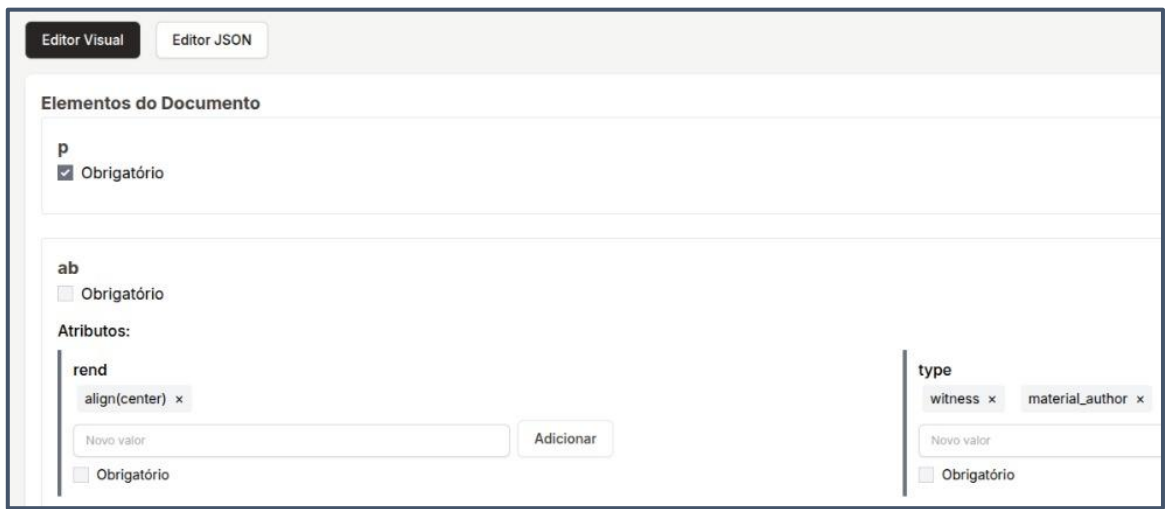 Editor Visual Editor JSON
Elementos do Documento
p
Obrigatório
ab
Obrigatório
Atributos:
rend
align(center) ×
Novo valor Adicionar
Obrigatório
type
witness × material_author ×
Novo valor
Obrigatório